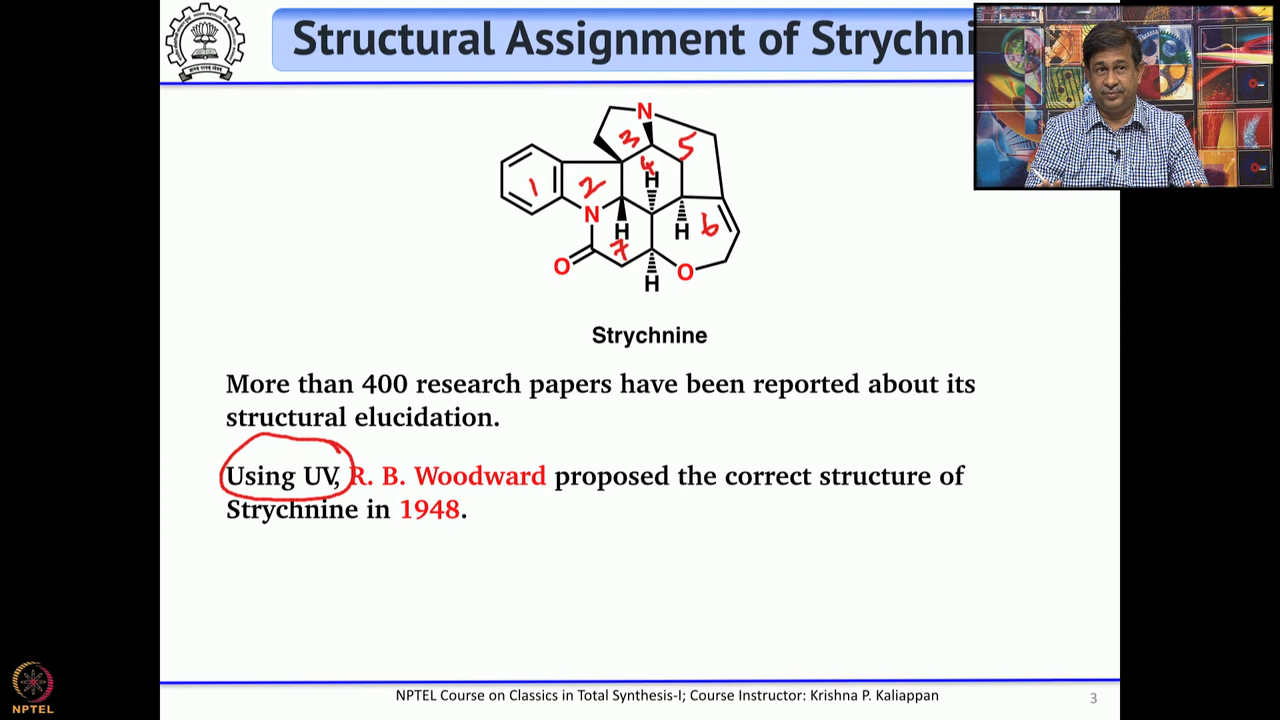 Structural Assignment of Strychni
N
3
5
4
H
1
2
N
H
H
6
7
O
O
H
Strychnine
More than 400 research papers have been reported about its
structural elucidation.
Using UV, R. B. Woodward proposed the correct structure of
Strychnine in 1948.
NPTEL Course on Classics in Total Synthesis-I; Course Instructor: Krishna P. Kaliappan
3
NPTEL